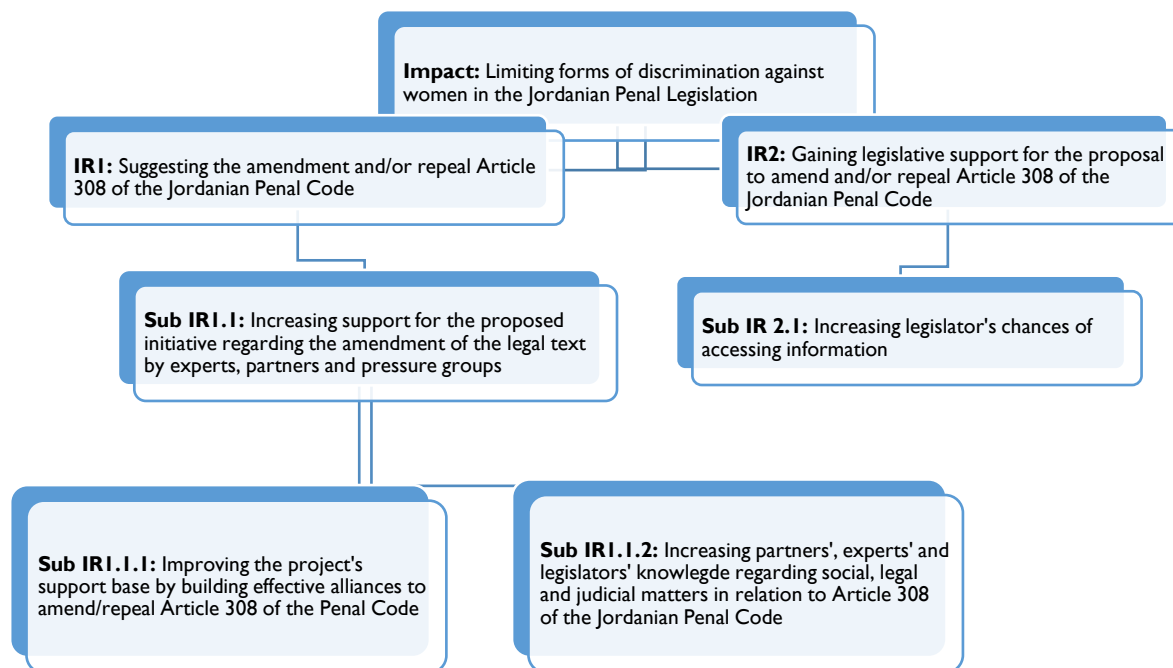 Impact: Limiting forms of discrimination against
women in the Jordanian Penal Legislation
IR1: Suggesting the amendment and/or repeal Article
308 of the Jordanian Penal Code
IR2: Gaining legislative support for the proposal
to amend and/or repeal Article 308 of the
Jordanian Penal Code
Sub IR1.1: Increasing support for the proposed
initiative regarding the amendment of the legal text
by experts, partners and pressure groups
Sub IR 2.1: Increasing legislator's chances of
accessing information
Sub IR1.1.1: Improving the project's
support base by building effective alliances to
amend/repeal Article 308 of the Penal Code
Sub IR1.1.2: Increasing partners', experts' and
legislators' knowlegde regarding social, legal
and judicial matters in relation to Article 308
of the Jordanian Penal Code